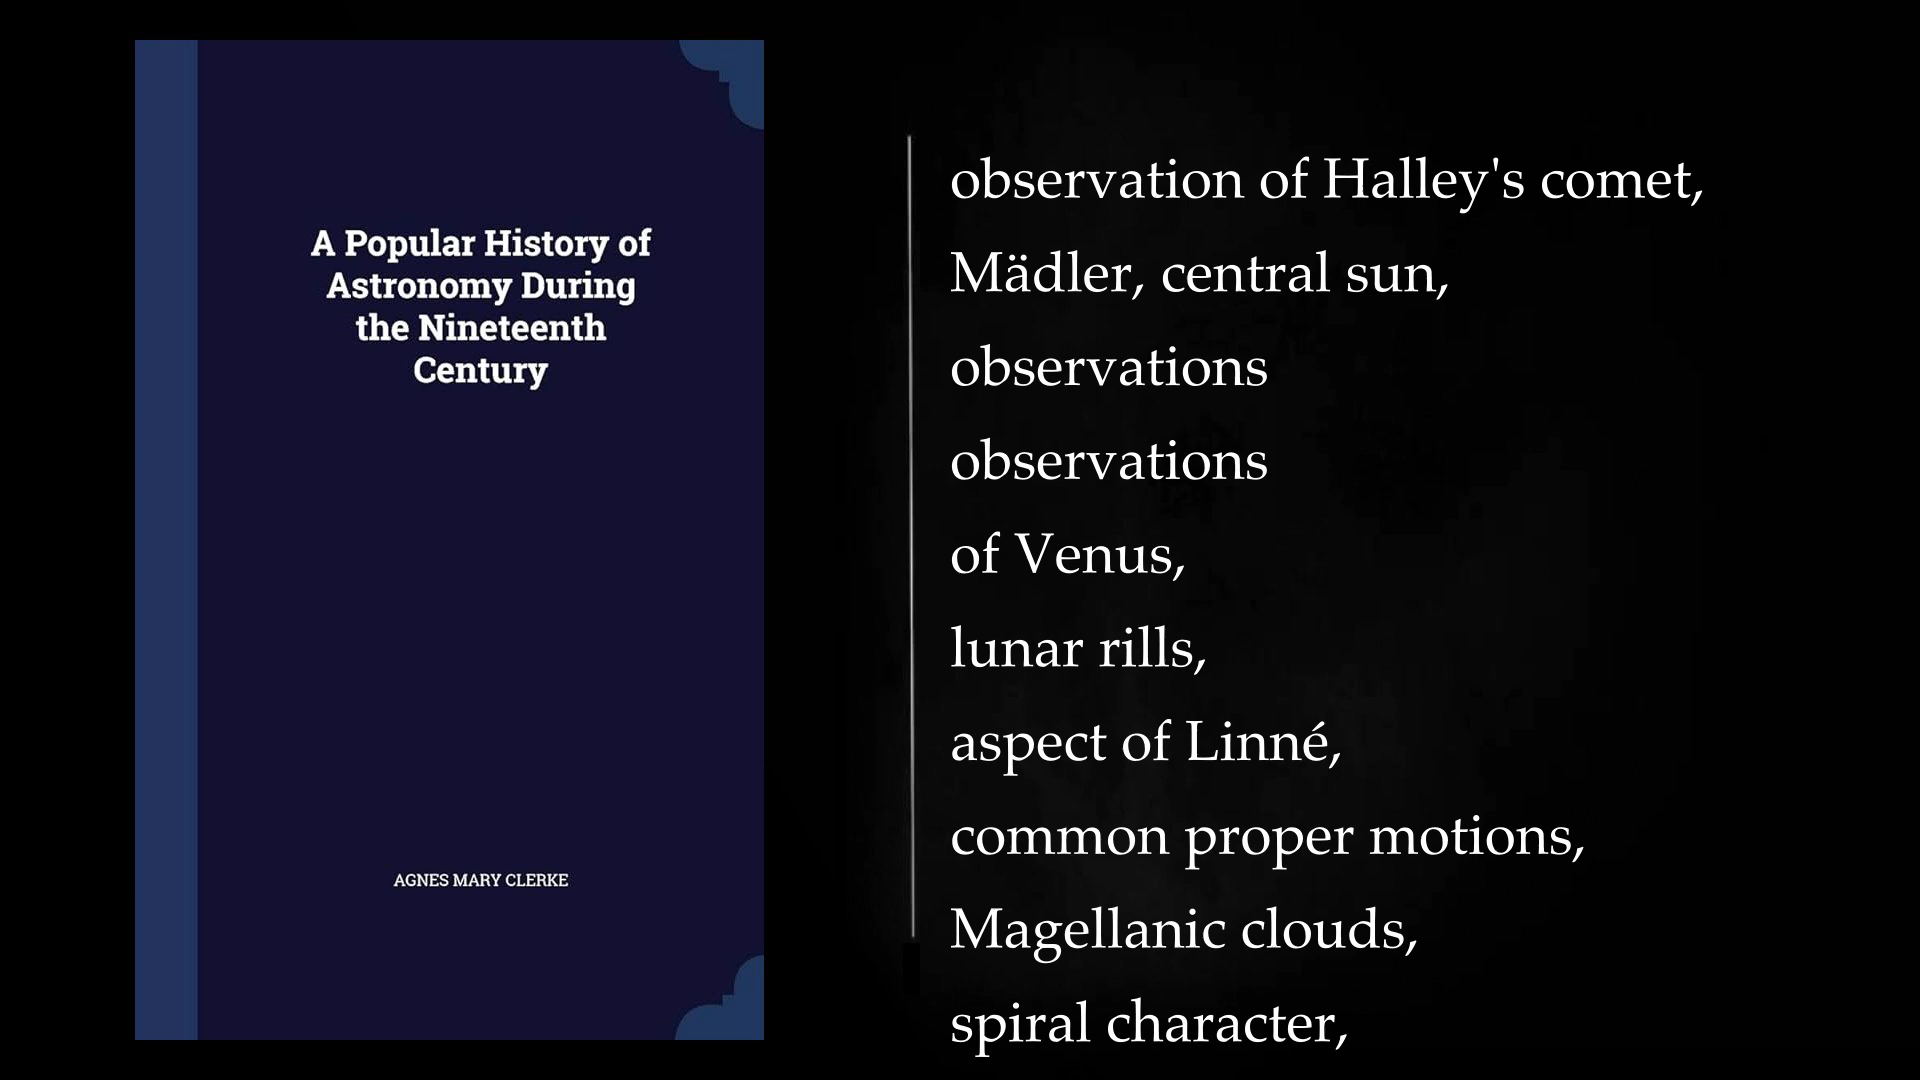 A Popular History of
Astronomy During
the Nineteenth
Century
AGNES MARY CLERKE
observation of Halley's comet,
Mädler, central sun,
observations
observations
of Venus,
lunar rills,
aspect of Linné,
common proper motions,
Magellanic clouds,
spiral character,